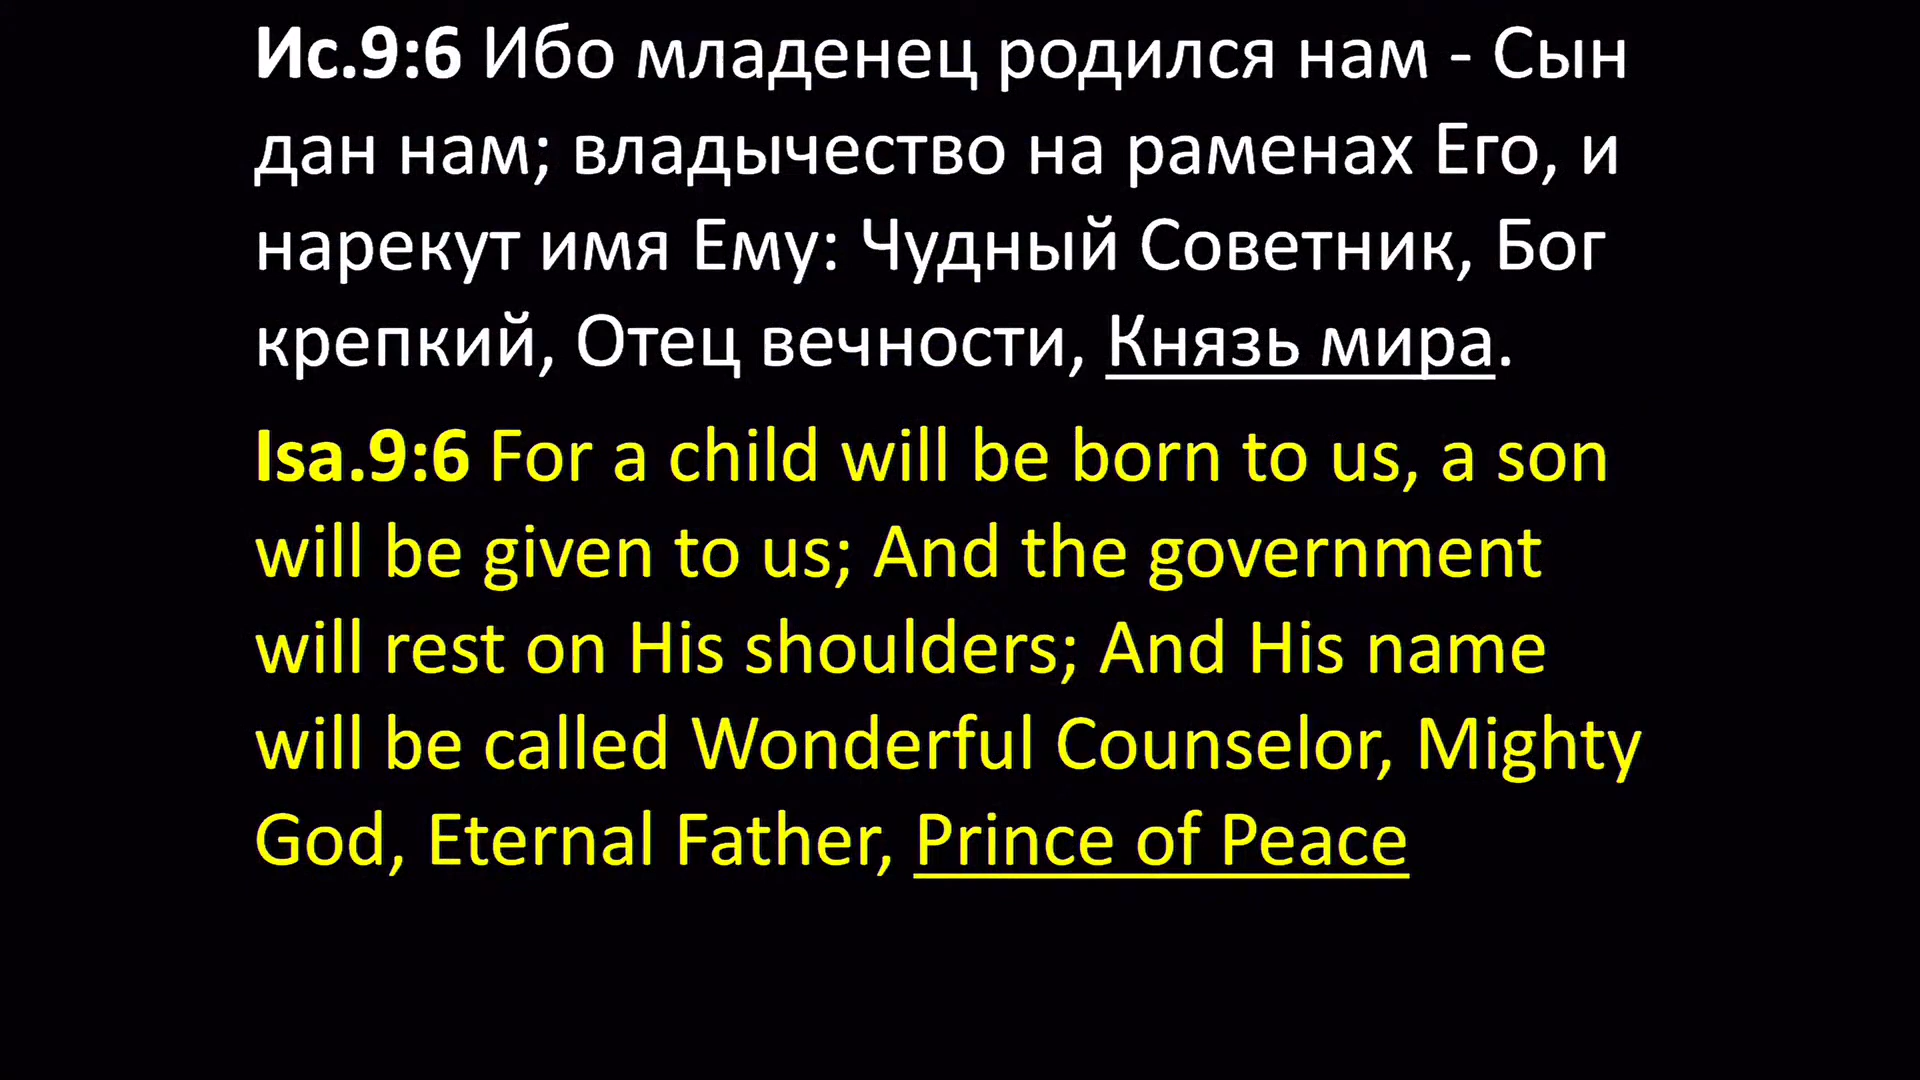 Ис.9:6 Ибо младенец родился нам - Сын
дан нам; владычество на раменах Его, и
нарекут имя Ему: Чудный Советник, Бог
крепкий, Отец вечности, Князь мира.
Isa.9:6 For a child will be born to us, a son
will be given to us; And the government
will rest on His shoulders; And His name
will be called Wonderful Counselor, Mighty
God, Eternal Father, Prince of Peace